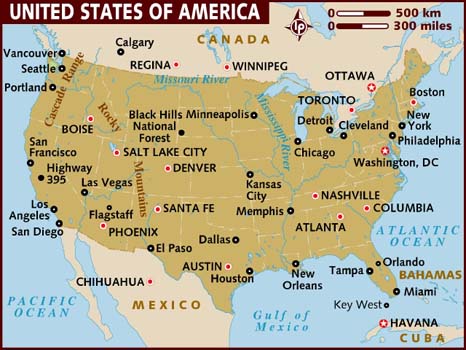 UNITED STATES OF AMERICA
LP
0 500 km
0 300 miles
Vancouver
Calgary
CANADA
Seattle
REGINA
WINNIPEG
Missouri River
OTTAWA
Portland
Cascade Range
TORONTO
Boston
BOISE
Rocky
Mountains
Black Hills
National
Forest
Minneapolis
Mississippi River
Detroit
Cleveland
New
York
Philadelphia
San
Francisco
SALT LAKE CITY
Chicago
Washington, DC
Highway
395
DENVER
Las Vegas
Kansas
City
NASHVILLE
Los
Angeles
Flagstaff
SANTA FE
Memphis
COLUMBIA
San Diego
PHOENIX
ATLANTA
Dallas
ATLANTIC
OCEAN
El Paso
AUSTIN
Houston
New
Orleans
Tampa
Orlando
BAHAMAS
CHIHUAHUA
Miami
PACIFIC
OCEAN
MEXICO
Gulf of
Mexico
Key West
HAVANA
CUBA